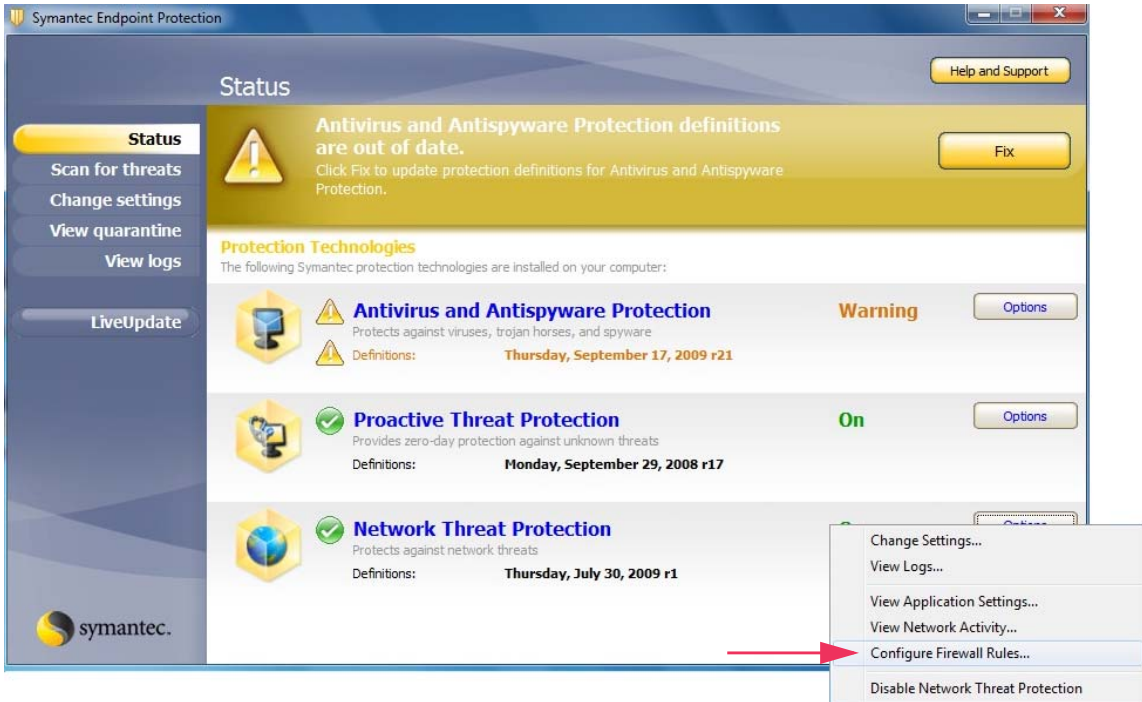 Symantec Endpoint Protection
Status
Help and Support
Status
Scan for threats
Change settings
View quarantine
View logs
LiveUpdate
symantec.
Antivirus and Antispyware Protection definitions
are out of date.
Click Fix to update protection definitions for Antivirus and Antispyware
Protection.
Fix
Protection Technologies
The following Symantec protection technologies are installed on your computer:
Antivirus and Antispyware Protection
Warning
Options
Protects against viruses, trojan horses, and spyware
Definitions: Thursday, September 17, 2009 r21
Proactive Threat Protection
On
Options
Provides zero-day protection against unknown threats
Definitions: Monday, September 29, 2008 r17
Network Threat Protection
Protects against network threats
Definitions: Thursday, July 30, 2009 r1
Change Settings...
View Logs...
View Application Settings...
View Network Activity...
Configure Firewall Rules...
Disable Network Threat Protection